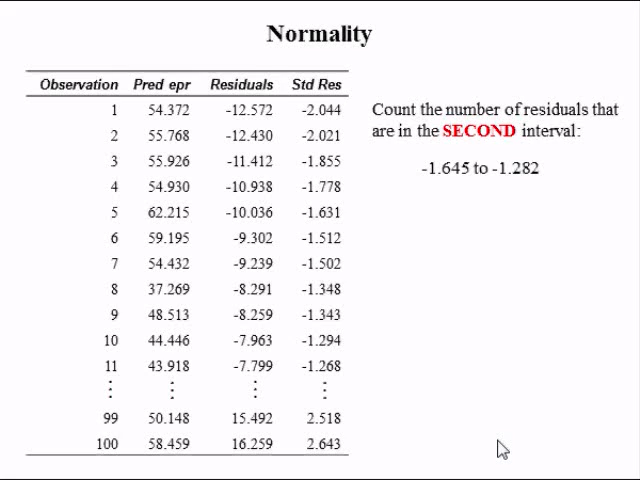 Normality
Observation Pred epr Residuals Std Res
1 54.372 -12.572 -2.044
2 55.768 -12.430 -2.021
3 55.926 -11.412 -1.855
4 54.930 -10.938 -1.778
5 62.215 -10.036 -1.631
6 59.195 -9.302 -1.512
7 54.432 -9.239 -1.502
8 37.269 -8.291 -1.348
9 48.513 -8.259 -1.343
10 44.446 -7.963 -1.294
11 43.918 -7.799 -1.268
⋮ ⋮ ⋮ ⋮
99 50.148 15.492 2.518
100 58.459 16.259 2.643
Count the number of residuals that
are in the SECOND interval:
-1.645 to -1.282